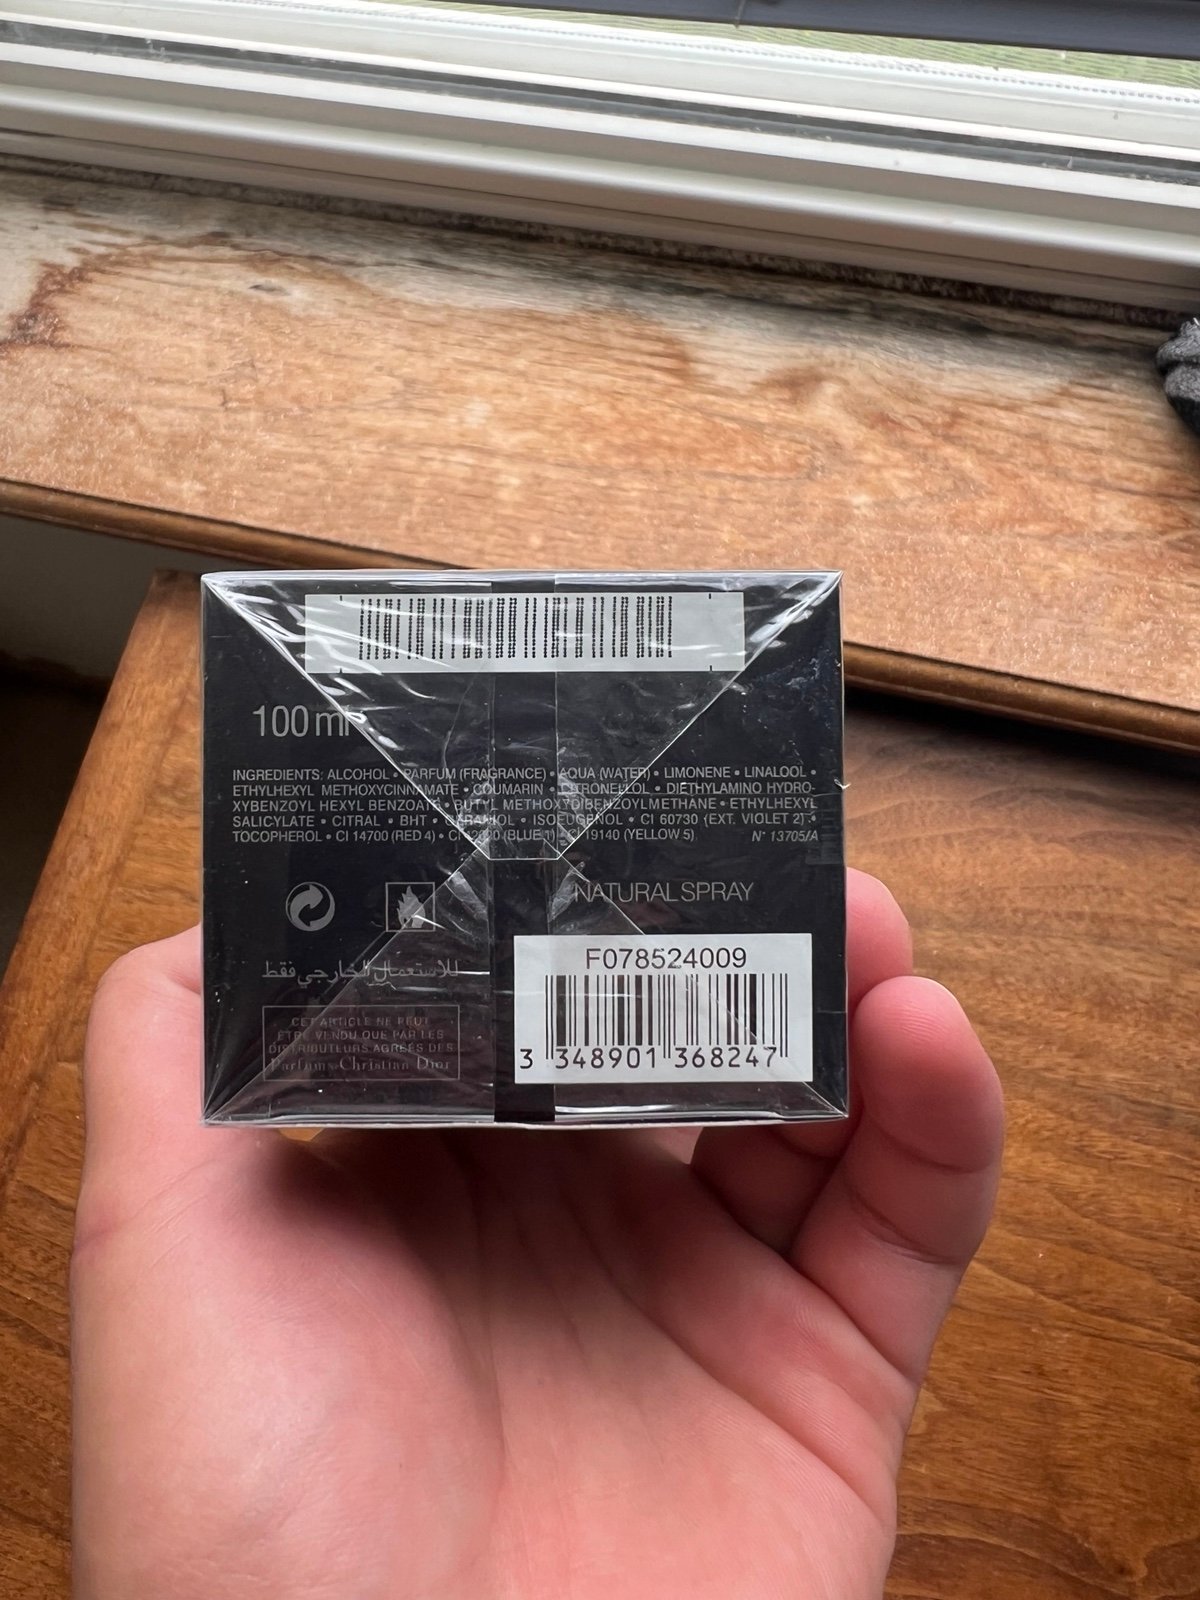 100 ml
INGREDIENTS: ALCOHOL • PARFUM (FRAGRANCE) • AQUA (WATER) • LIMONENE • LINALOOL •
ETHYLHEXYL METHOXYCINNAMATE • COUMARIN • CITRONELLOL • DIETHYLAMINO HYDRO-
XYBENZOYL HEXYL BENZOATE • BUTYL METHOXYDIBENZOYLMETHANE • ETHYLHEXYL
SALICYLATE • CITRAL • BHT • GERANIOL • ISOEUGENOL • CI 60730 (EXT. VIOLET 2) •
TOCOPHEROL • CI 14700 (RED 4) • CI (BLUE 1) • CI 19140 (YELLOW 5) N° 13705/A
NATURAL SPRAY
للاستعمال الخارجي فقط
CET ARTICLE NE PEUT
ÊTRE VENDU QUE PAR LES
DISTRIBUTEURS AGRÉÉS DES
Parfums Christian Dior
F078524009
3 348901 368247